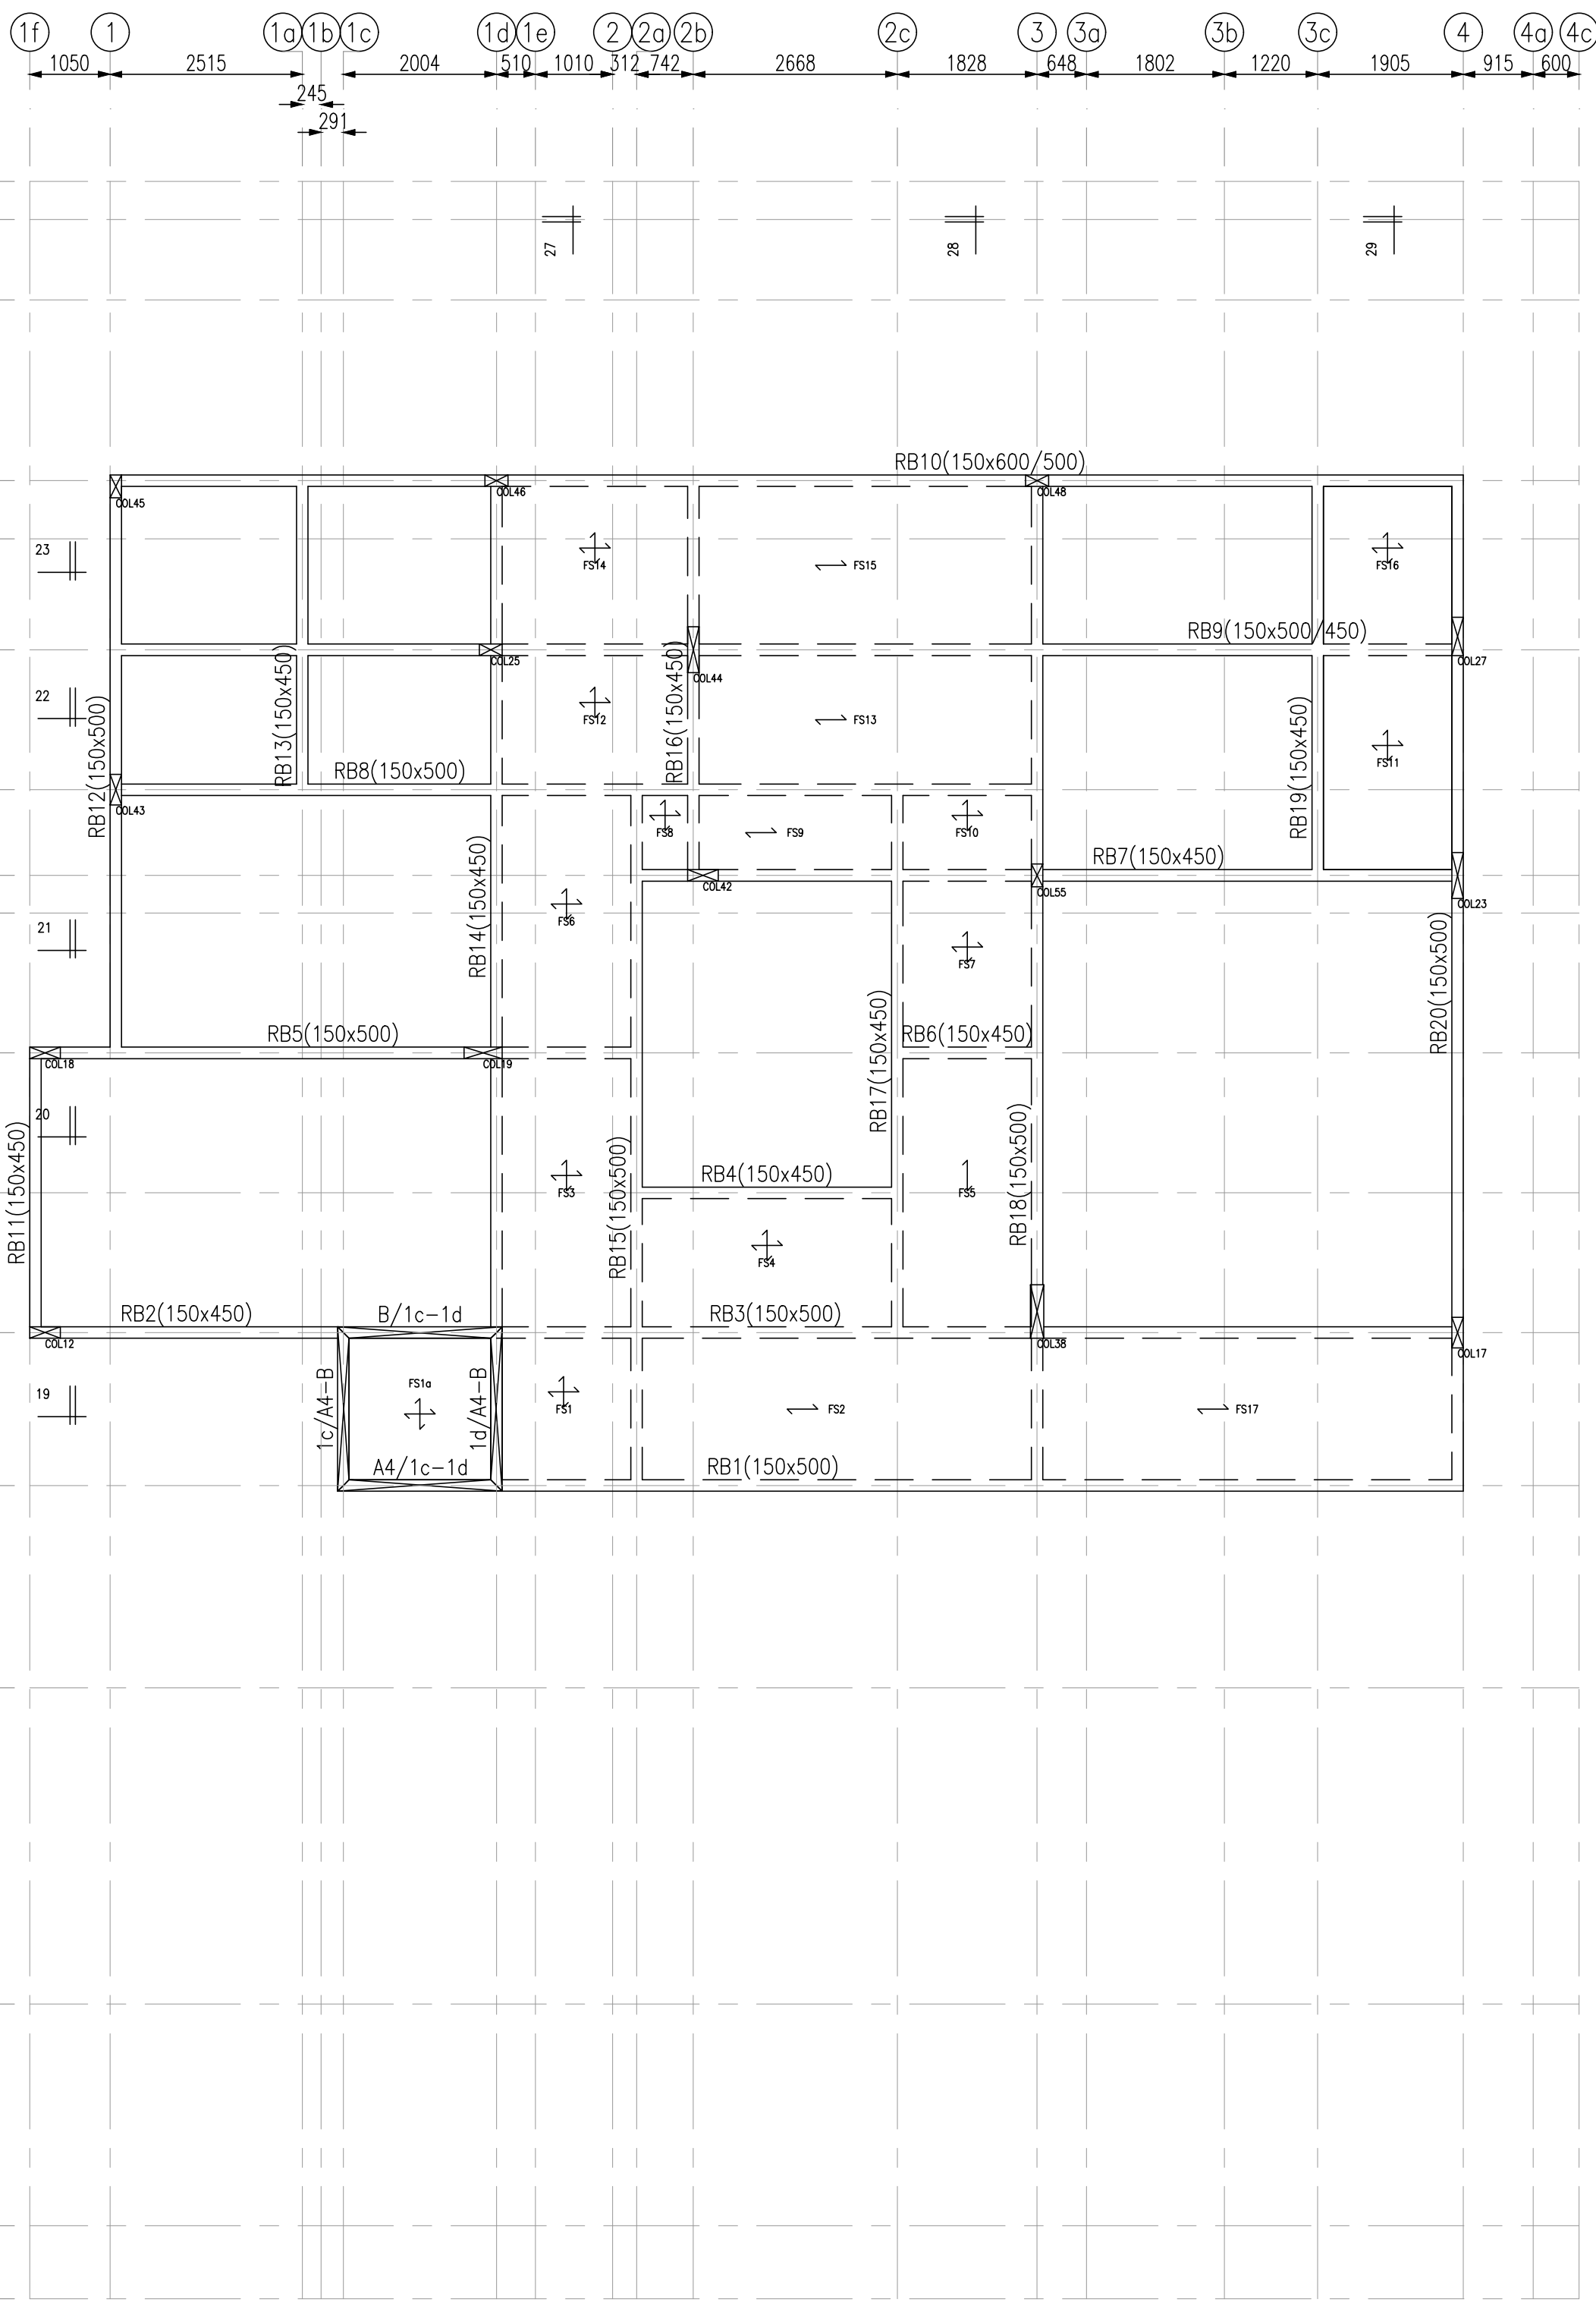 1f 1 1a 1b 1c 1d 1e 2 2a 2b 2c 3 3a 3b 3c 4 4a 4c
1050 2515 2004 510 1010 312 742 2668 1828 648 1802 1220 1905 915 600
245
291
27 28 29
RB10(150x600/500)
COL45 COL46 COL48
23
FS14 FS15 FS16
RB9(150x500/450)
COL25 COL44 COL27
22
RB12(150x500)
RB13(150x450)
RB16(150x450)
RB19(150x450)
FS12 FS13 FS11
RB8(150x500)
COL43
FS8 FS9 FS10
RB7(150x450)
COL42 COL55 COL23
21
RB14(150x450)
FS6 FS7
RB20(150x500)
RB5(150x500)
RB17(150x450)
RB6(150x450)
COL18 COL19
20
RB11(150x450)
FS3
RB15(150x500)
RB4(150x450)
FS5
RB18(150x500)
FS4
RB2(150x450)
B/1c-1d
RB3(150x500)
COL12 COL38 COL17
19
1c/A4-B
FS1a
1d/A4-B
FS1 FS2 FS17
A4/1c-1d
RB1(150x500)